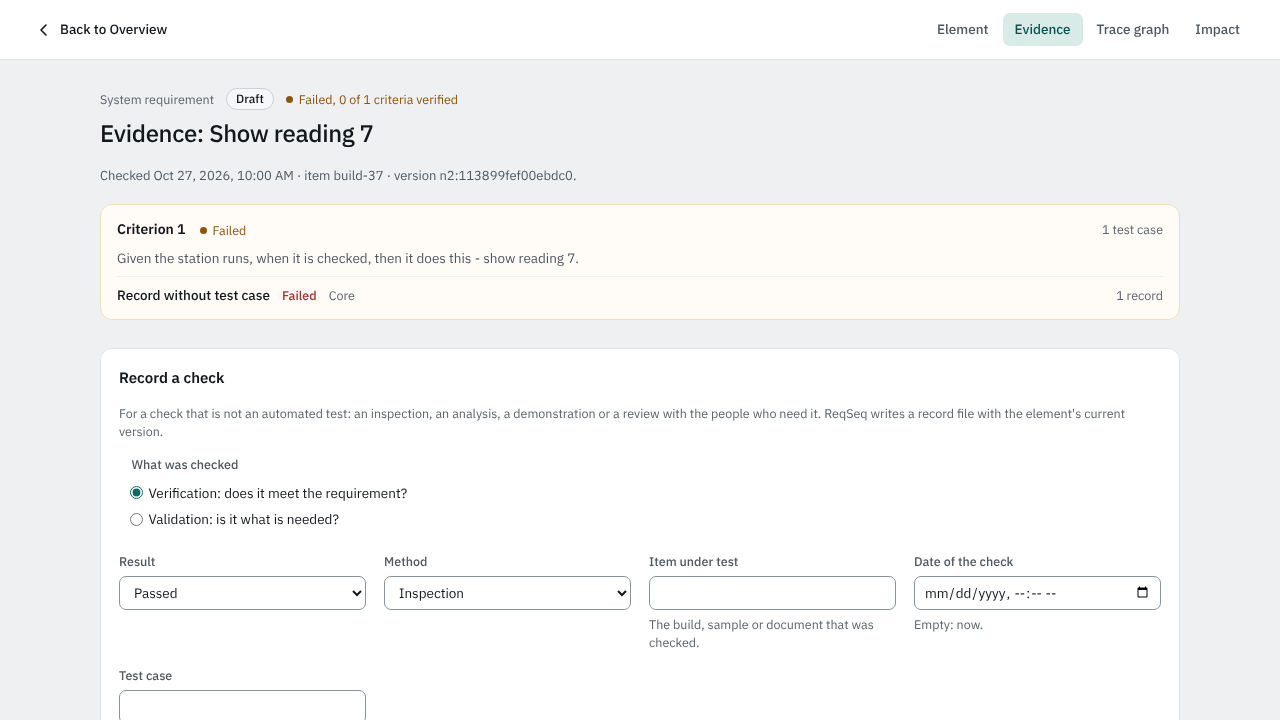 Back to Overview
Element
Evidence
Trace graph
Impact
System requirement
Draft
Failed, 0 of 1 criteria verified
Evidence: Show reading 7
Checked Oct 27, 2026, 10:00 AM · item build-37 · version n2:113899fef00ebdc0.
Criterion 1
Failed
1 test case
Given the station runs, when it is checked, then it does this - show reading 7.
Record without test case
Failed
Core
1 record
Record a check
For a check that is not an automated test: an inspection, an analysis, a demonstration or a review with the people who need it. ReqSeq writes a record file with the element's current
version.
What was checked
Verification: does it meet the requirement?
Validation: is it what is needed?
Result
Method
Item under test
Date of the check
Passed
Inspection
mm/dd/yyyy, --:-- --
The build, sample or document that was
checked.
Empty: now.
Test case